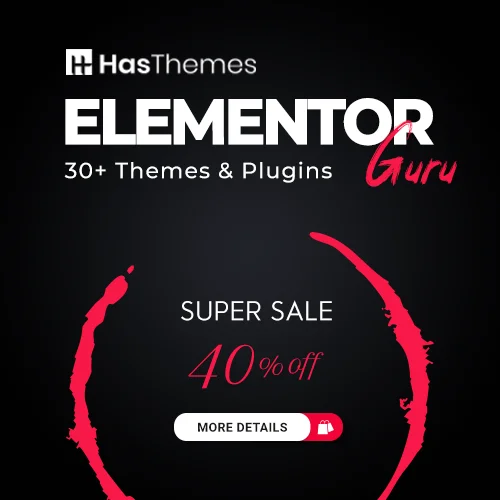 HasThemes
ELEMENTOR
Guru
30+ Themes & Plugins
SUPER SALE
40% off
MORE DETAILS